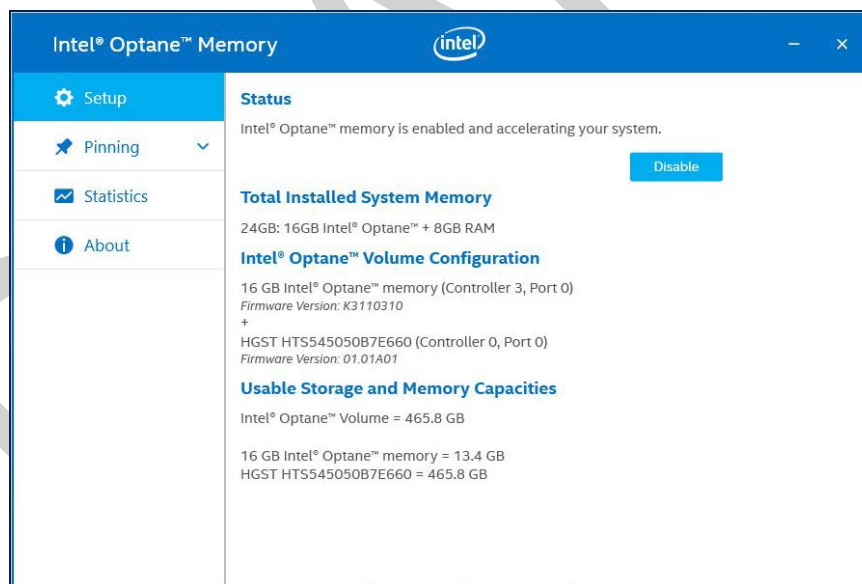 Intel® Optane™ Memory
intel
Setup
Pinning
Statistics
About
Status
Intel® Optane™ memory is enabled and accelerating your system.
Disable
Total Installed System Memory
24GB: 16GB Intel® Optane™ + 8GB RAM
Intel® Optane™ Volume Configuration
16 GB Intel® Optane™ memory (Controller 3, Port 0)
Firmware Version: K3110310
+
HGST HTS545050B7E660 (Controller 0, Port 0)
Firmware Version: 01.01A01
Usable Storage and Memory Capacities
Intel® Optane™ Volume = 465.8 GB
16 GB Intel® Optane™ memory = 13.4 GB
HGST HTS545050B7E660 = 465.8 GB